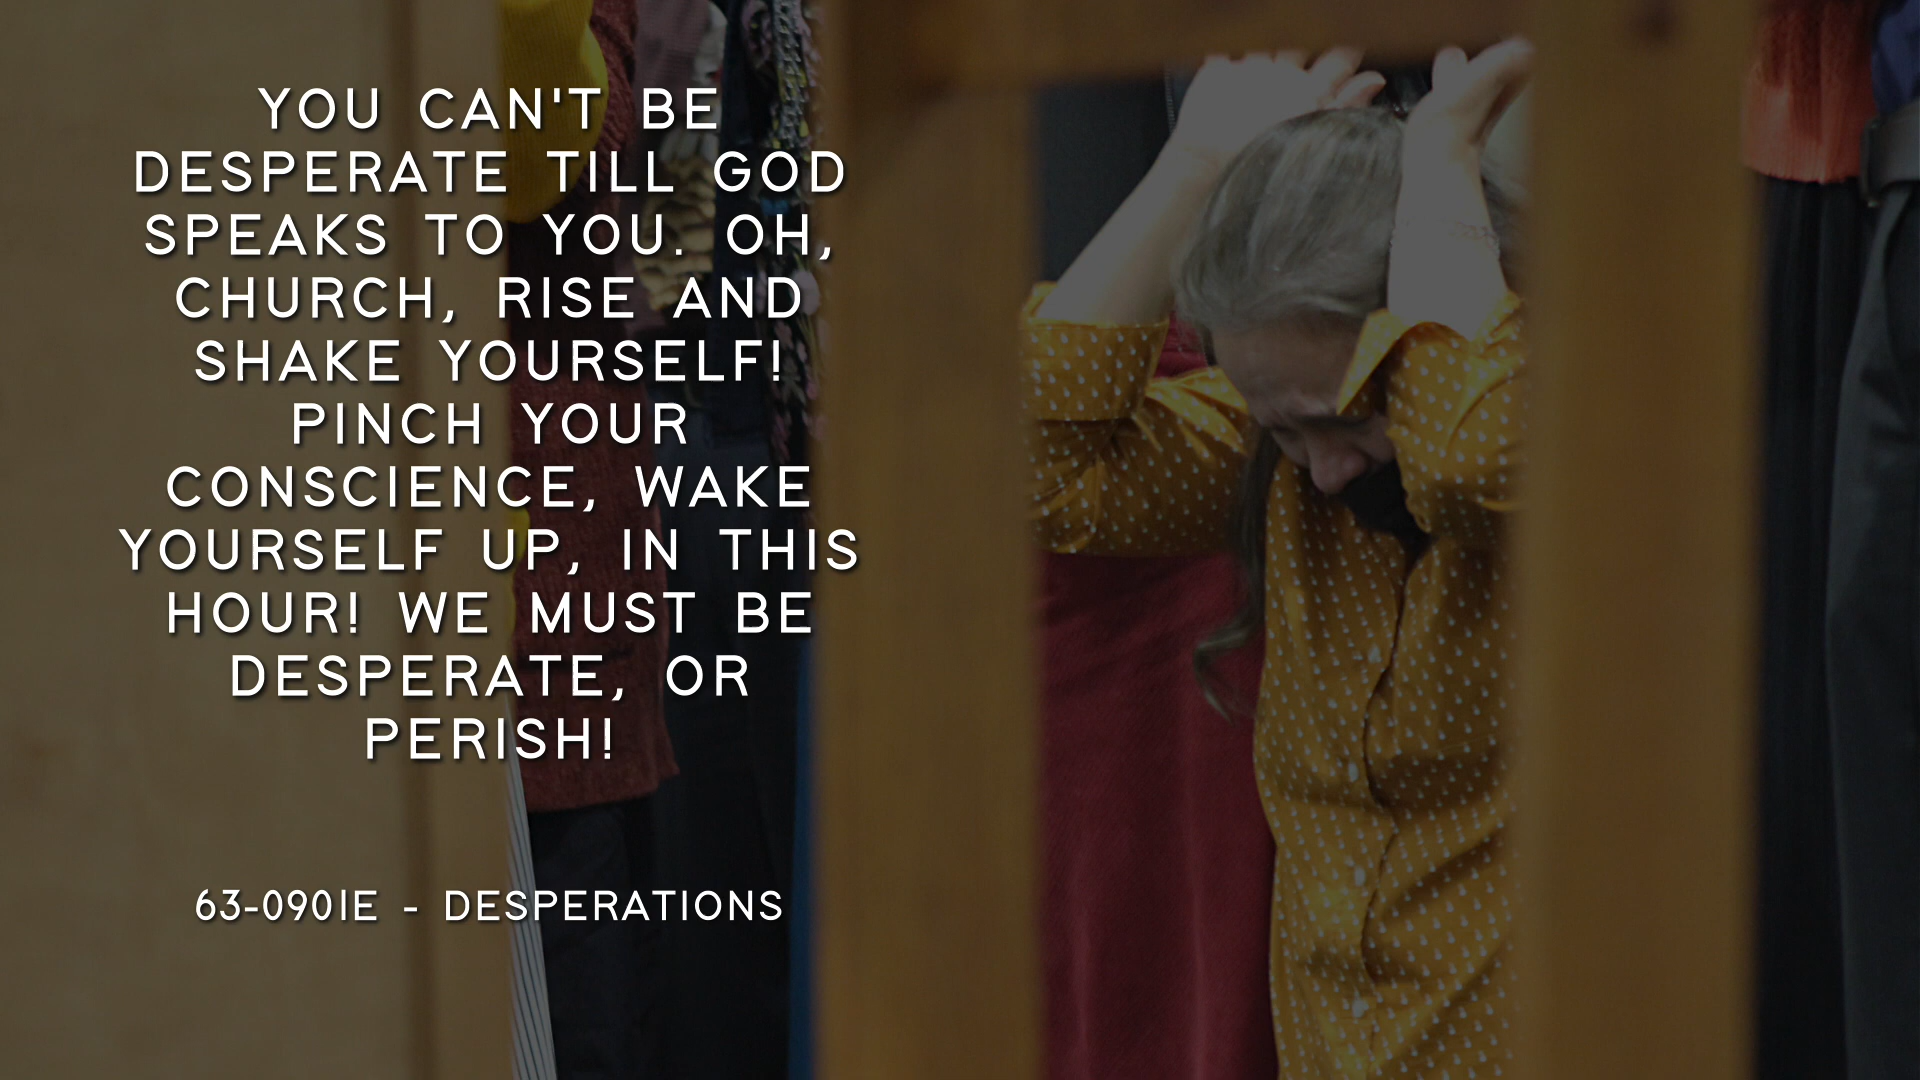 YOU CAN'T BE
DESPERATE TILL GOD
SPEAKS TO YOU. OH,
CHURCH, RISE AND
SHAKE YOURSELF!
PINCH YOUR
CONSCIENCE, WAKE
YOURSELF UP, IN THIS
HOUR! WE MUST BE
DESPERATE, OR
PERISH!
63-0901E - DESPERATIONS